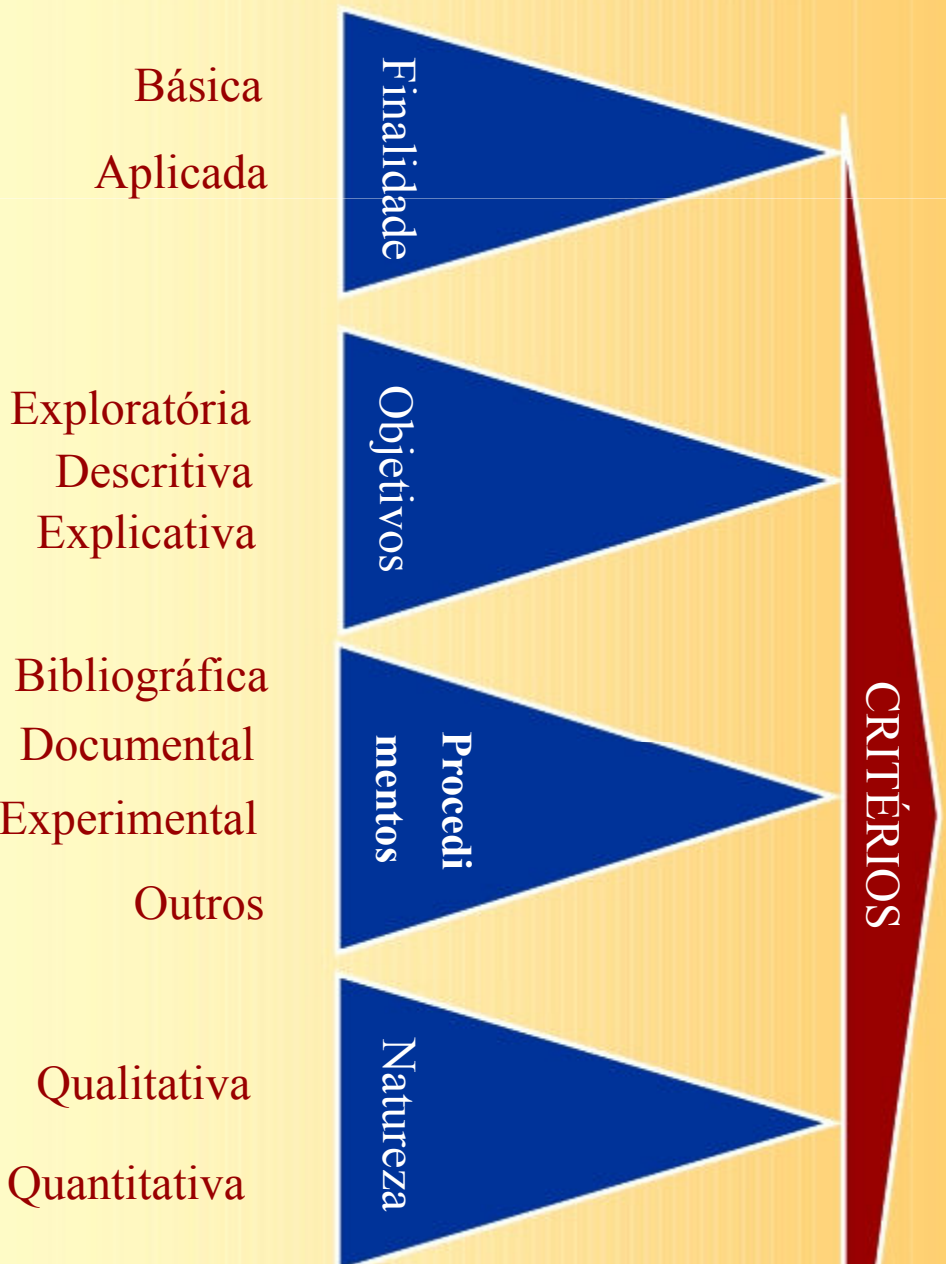 CRITÉRIOS
Finalidade
Básica
Aplicada
Objetivos
Exploratória
Descritiva
Explicativa
Procedi
mentos
Bibliográfica
Documental
Experimental
Outros
Natureza
Qualitativa
Quantitativa